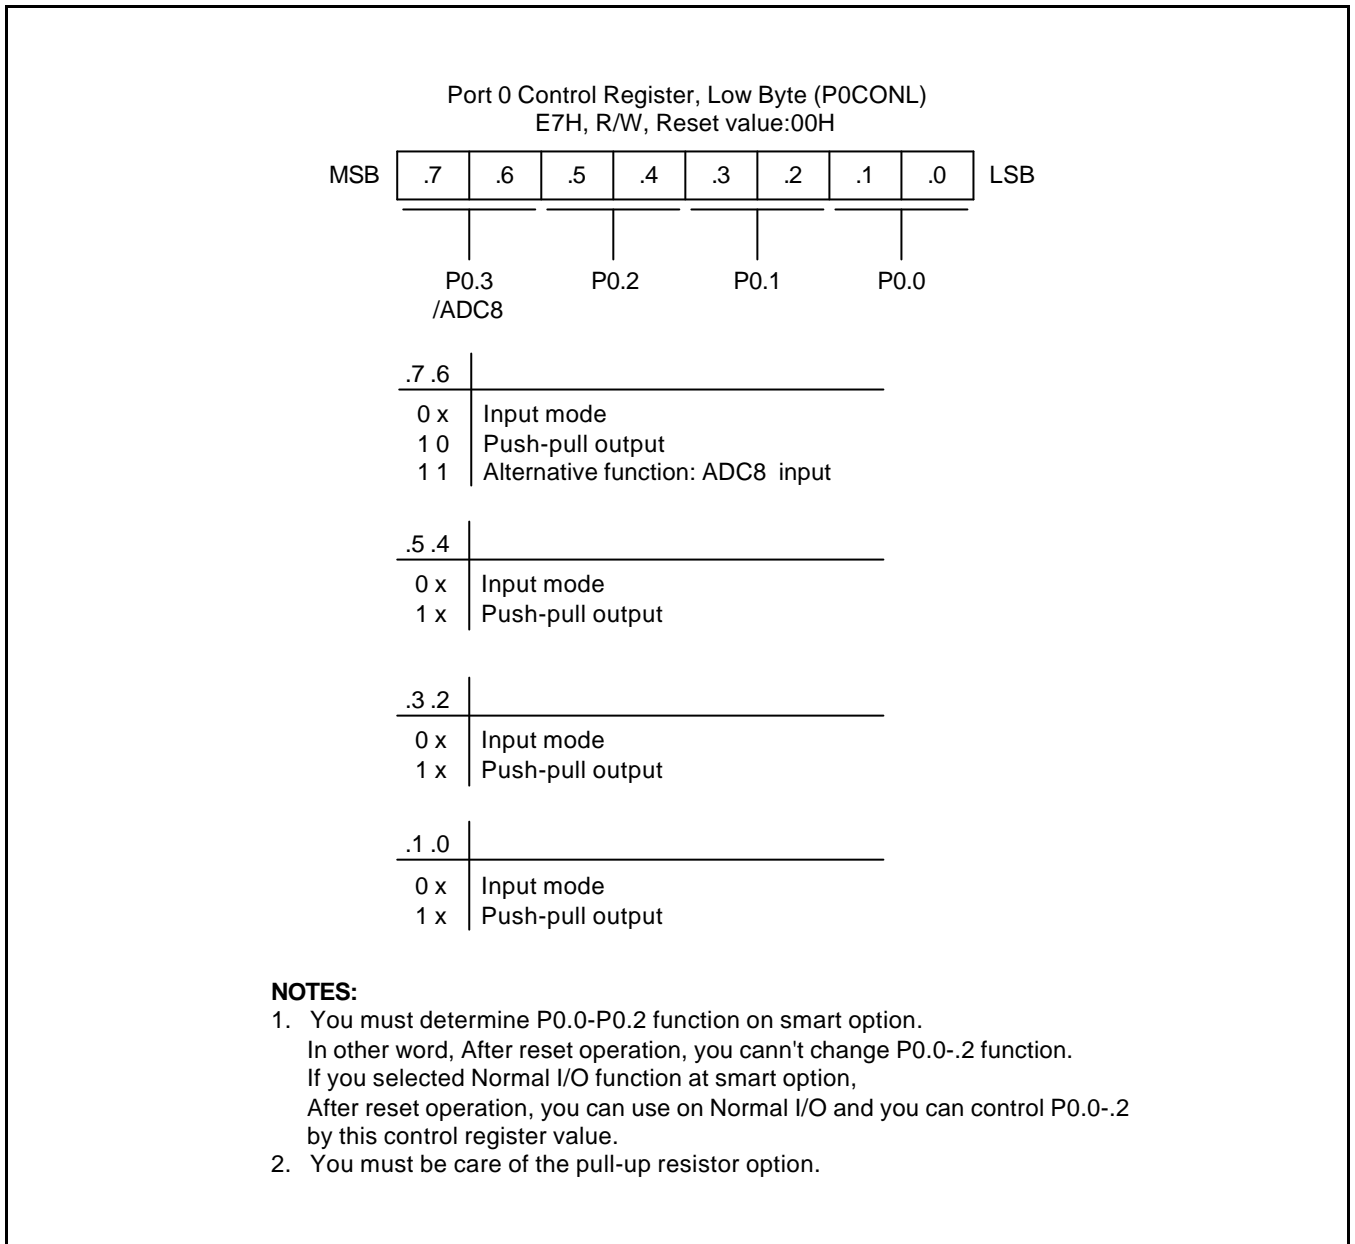 Port 0 Control Register, Low Byte (P0CONL)
E7H, R/W, Reset value:00H
MSB .7 .6 .5 .4 .3 .2 .1 .0 LSB
P0.3 P0.2 P0.1 P0.0
/ADC8
.7 .6
0 x Input mode
1 0 Push-pull output
1 1 Alternative function: ADC8 input
.5 .4
0 x Input mode
1 x Push-pull output
.3 .2
0 x Input mode
1 x Push-pull output
.1 .0
0 x Input mode
1 x Push-pull output
NOTES:
1. You must determine P0.0-P0.2 function on smart option.
In other word, After reset operation, you cann't change P0.0-.2 function.
If you selected Normal I/O function at smart option,
After reset operation, you can use on Normal I/O and you can control P0.0-.2
by this control register value.
2. You must be care of the pull-up resistor option.